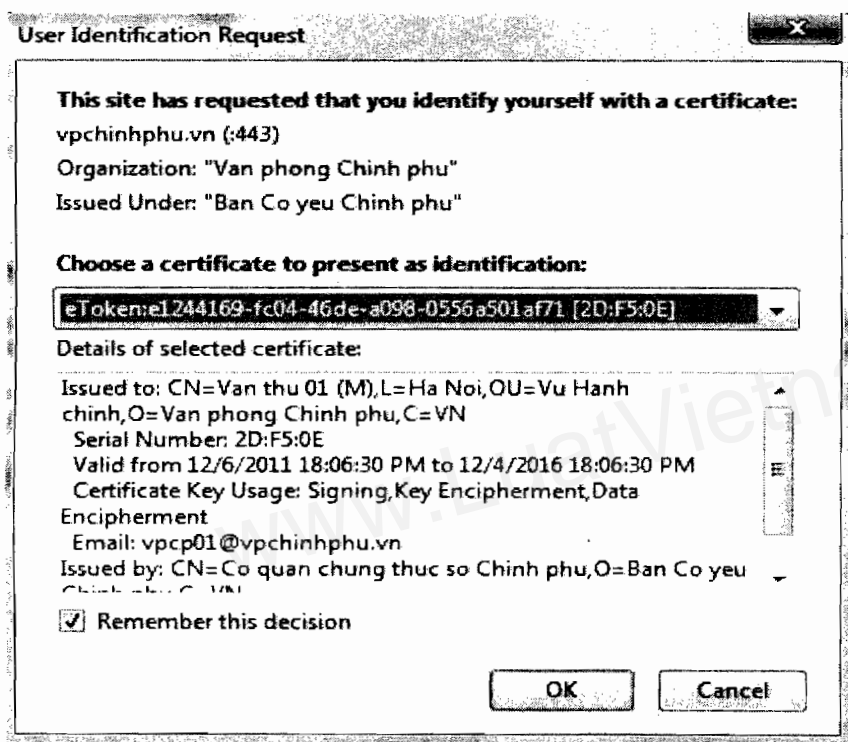 User Identification Request
This site has requested that you identify yourself with a certificate:
vpchinhphu.vn (:443)
Organization: "Van phong Chinh phu"
Issued Under: "Ban Co yeu Chinh phu"
Choose a certificate to present as identification:
eToken:e1244169-fc04-46de-a098-0556a501af71 [2D:F5:0E]
Details of selected certificate:
Issued to: CN=Van thu 01 (M),L=Ha Noi,OU=Vu Hanh
chinh,O=Van phong Chinh phu,C=VN
Serial Number: 2D:F5:0E
Valid from 12/6/2011 18:06:30 PM to 12/4/2016 18:06:30 PM
Certificate Key Usage: Signing,Key Encipherment,Data
Encipherment
Email: vpcp01@vpchinhphu.vn
Issued by: CN=Co quan chung thuc so Chinh phu,O=Ban Co yeu
Remember this decision
OK Cancel
www.LuatVietna